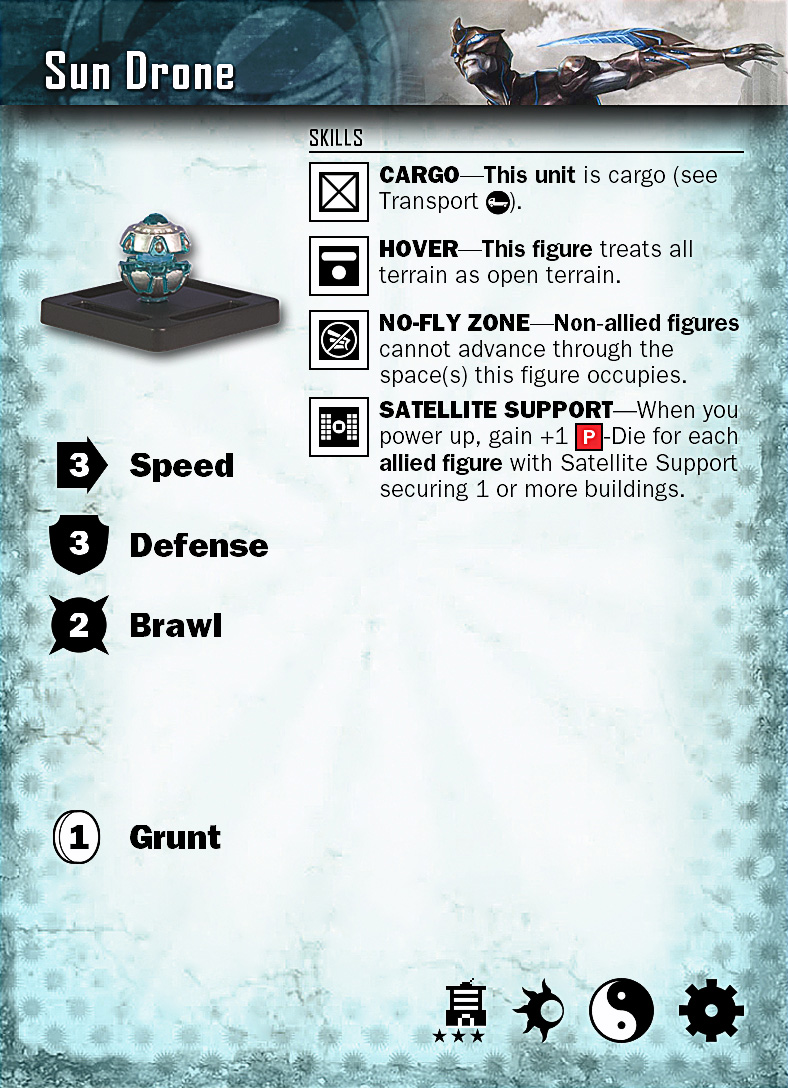 Sun Drone
SKILLS
CARGO—This unit is cargo (see
Transport ).
HOVER—This figure treats all
terrain as open terrain.
NO-FLY ZONE—Non-allied figures
cannot advance through the
space(s) this figure occupies.
SATELLITE SUPPORT—When you
power up, gain +1 P-Die for each
allied figure with Satellite Support
securing 1 or more buildings.
3 Speed
3 Defense
2 Brawl
1 Grunt